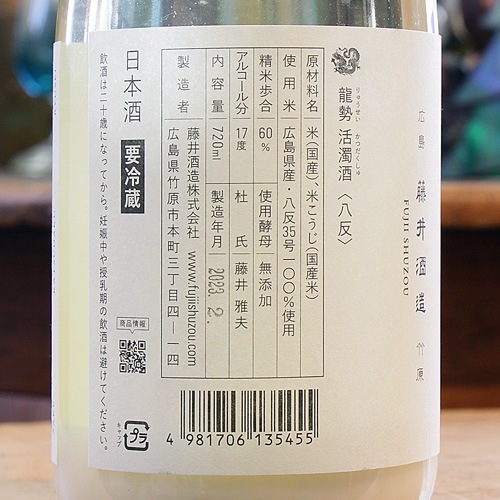 広島 藤井酒造 竹原
FUJII SHUZOU
りゅうせい かつだくしゅ
龍勢 活濁酒〈八反〉
原材料名 米(国産)、米こうじ(国産米)
使用米 広島県産・八反35号一〇〇%使用
精米歩合 60% 使用酵母 無添加
アルコール分 17度 杜氏 藤井 雅夫
内容量 720ml 製造年月 2023.2.
製造者 藤井酒造株式会社 www.fujiishuzou.com
広島県竹原市本町三丁目四―一四
日本酒 要冷蔵
商品情報
飲酒は二十歳になってから。妊娠中や授乳期の飲酒は避けてください。
キャップ
プラ
4 981706 135455